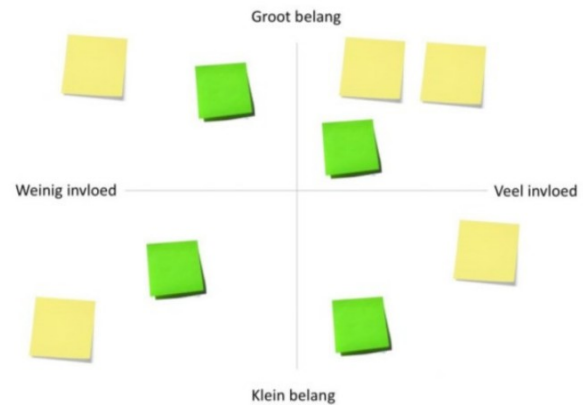 Groot belang
Weinig invloed
Veel invloed
Klein belang